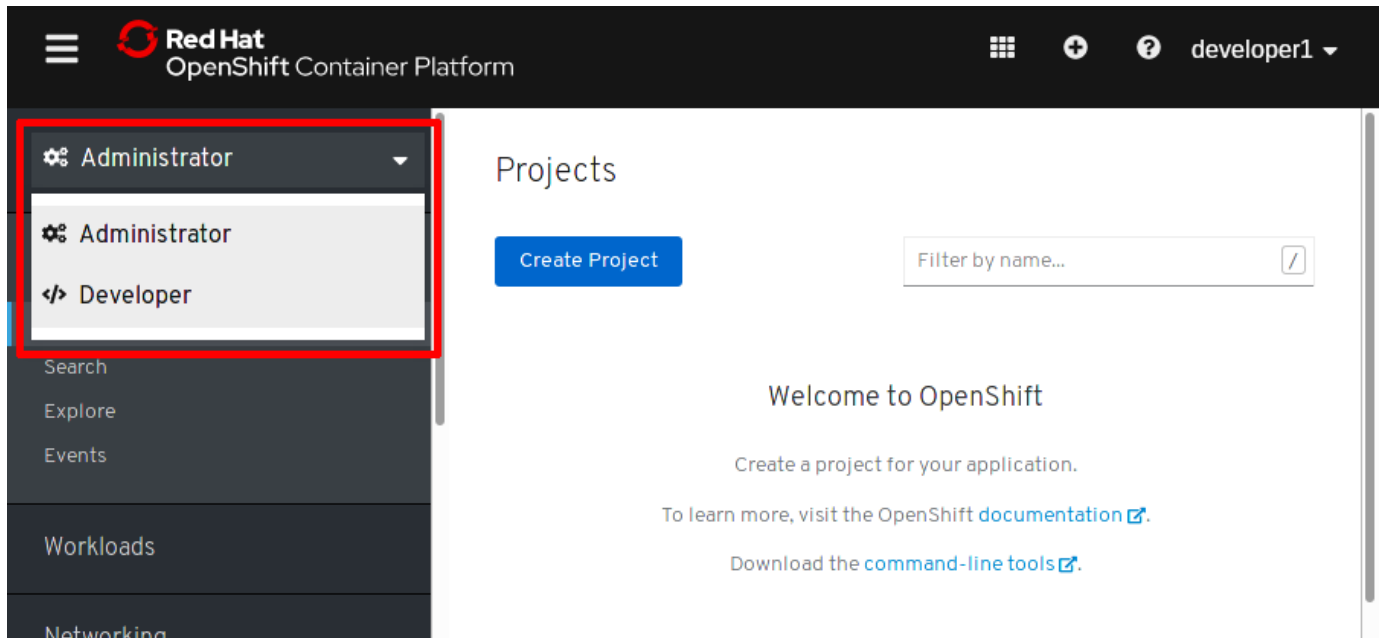 Red Hat
OpenShift Container Platform
developer1
Administrator
Administrator
Developer
Search
Explore
Events
Workloads
Networking
Projects
Create Project
Filter by name...
/
Welcome to OpenShift
Create a project for your application.
To learn more, visit the OpenShift documentation.
Download the command-line tools.